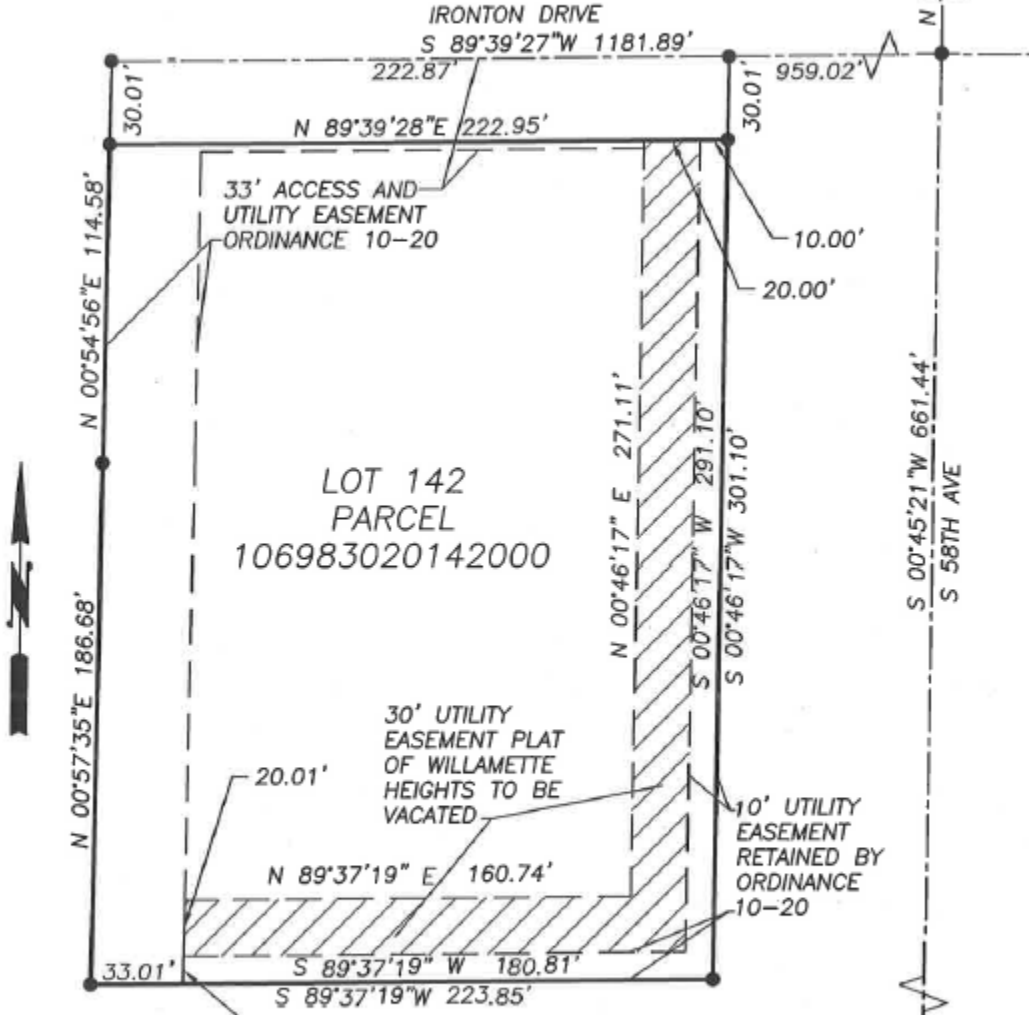 IRONTON DRIVE
N
S 89°39'27"W 1181.89'
222.87'
959.02'
30.01'
30.01'
N 89°39'28"E 222.95'
33' ACCESS AND
UTILITY EASEMENT
ORDINANCE 10-20
10.00'
20.00'
N 00°54'56"E 114.58'
LOT 142
PARCEL
106983020142000
N 00°46'17" E 271.11'
S 00°46'17" W 291.10'
S 00°46'17"W 301.10'
S 00°45'21"W 661.44'
S 58TH AVE
N
N 00°57'35"E 186.68'
30' UTILITY
EASEMENT PLAT
OF WILLAMETTE
HEIGHTS TO BE
VACATED
20.01'
10' UTILITY
EASEMENT
RETAINED BY
ORDINANCE
10-20
N 89°37'19" E 160.74'
33.01'
S 89°37'19" W 180.81'
S 89°37'19"W 223.85'